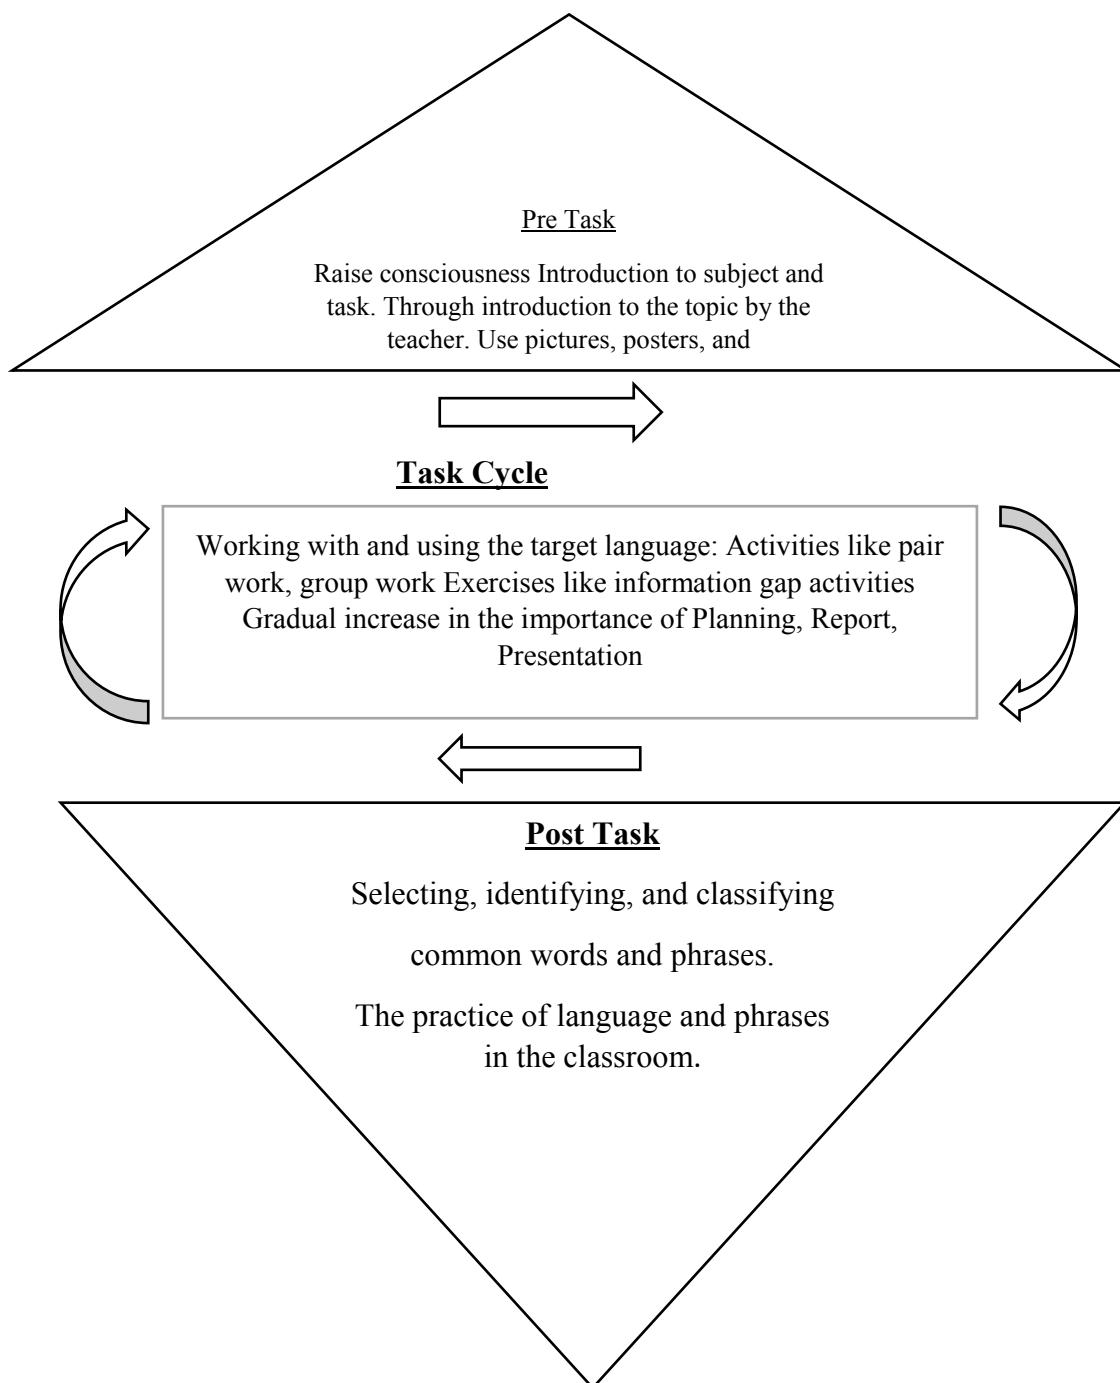 Pre Task
Raise consciousness Introduction to subject and
task. Through introduction to the topic by the
teacher. Use pictures, posters, and
Task Cycle
Working with and using the target language: Activities like pair
work, group work Exercises like information gap activities
Gradual increase in the importance of Planning, Report,
Presentation
Post Task
Selecting, identifying, and classifying
common words and phrases.
The practice of language and phrases
in the classroom.